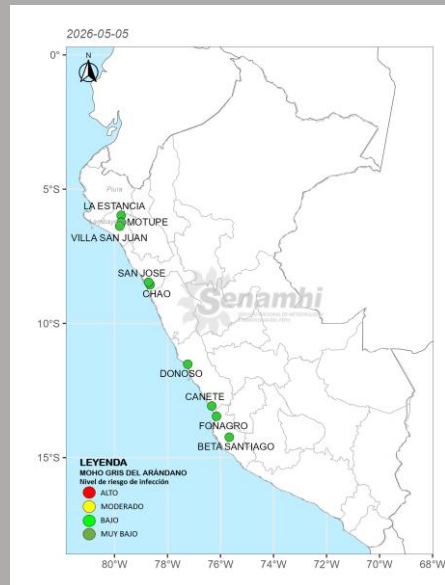 2026-05-05
N
0°
5°S
10°S
15°S
Piura
LA ESTANCIA
MOTUPE
VILLA SAN JUAN
SAN JOSE
CHAO
Senamhi
DONOSO
CANETE
FONAGRO
BETA SANTIAGO
LEYENDA
MOHO GRIS DEL ARÁNDANO
Nivel de riesgo de infección
ALTO
MODERADO
BAJO
MUY BAJO
80°W 78°W 76°W 74°W 72°W 70°W 68°W